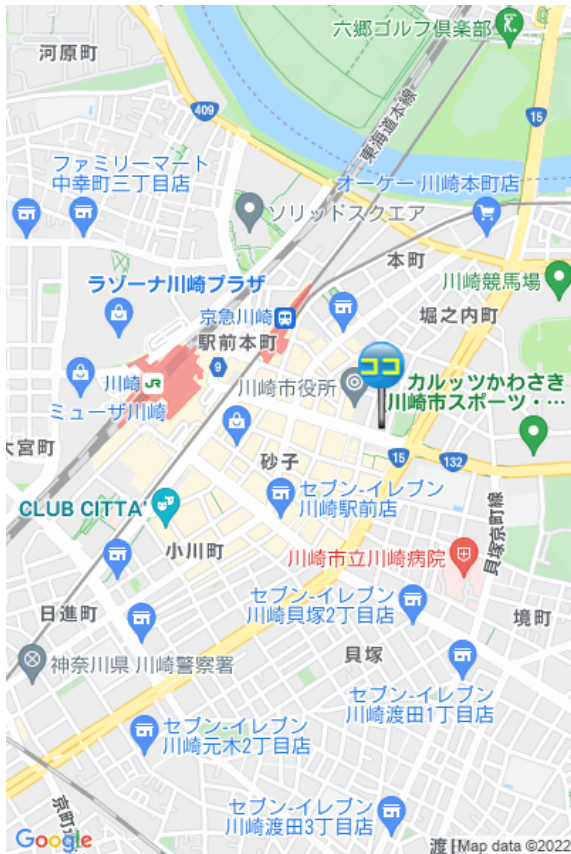 六郷ゴルフ倶楽部
河原町
409
東海道本線
15
ファミリーマート
中幸町三丁目店
オーケー 川崎本町店
ソリッドスクエア
本町
川崎競馬場
ラゾーナ川崎プラザ
京急川崎
堀之内町
駅前本町
9
ココ
川崎
JR
川崎市役所
カルッツかわさき
川崎市スポーツ・…
ミューザ川崎
大宮町
砂子
15
132
セブン-イレブン
川崎駅前店
貝塚京町線
CLUB CITTA'
小川町
川崎市立川崎病院
セブン-イレブン
川崎貝塚2丁目店
日進町
境町
貝塚
神奈川県 川崎警察署
セブン-イレブン
川崎渡田1丁目店
セブン-イレブン
川崎元木2丁目店
セブン-イレブン
川崎渡田3丁目店
Google
渡
Map data ©2022